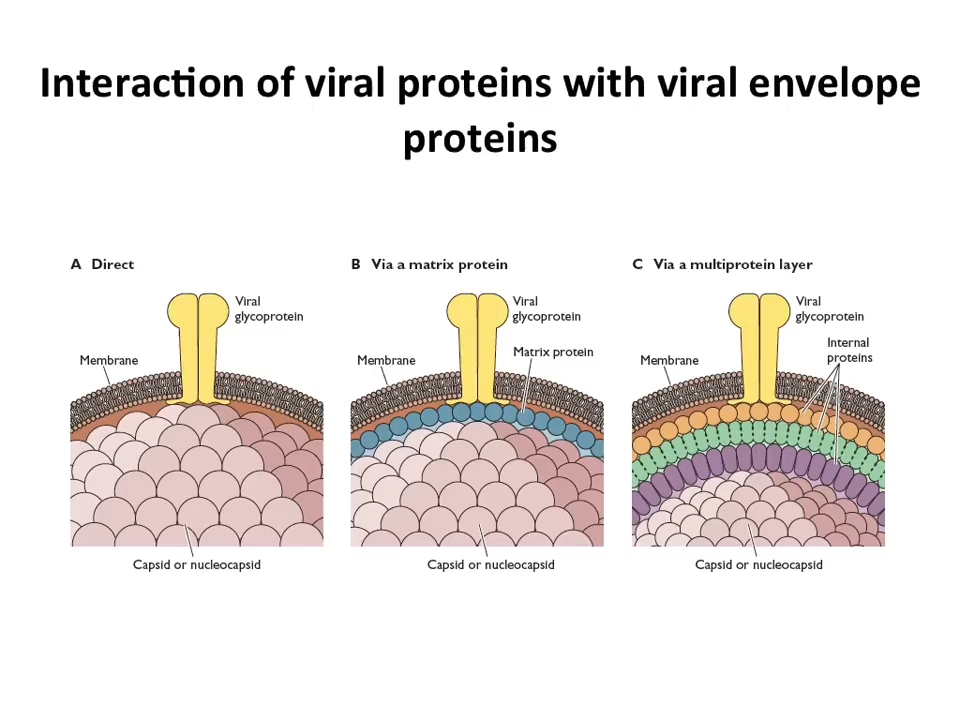 Interaction of viral proteins with viral envelope
proteins
A Direct
Viral
glycoprotein
Membrane
Capsid or nucleocapsid
B Via a matrix protein
Viral
glycoprotein
Matrix protein
Membrane
Capsid or nucleocapsid
C Via a multiprotein layer
Viral
glycoprotein
Internal
proteins
Membrane
Capsid or nucleocapsid